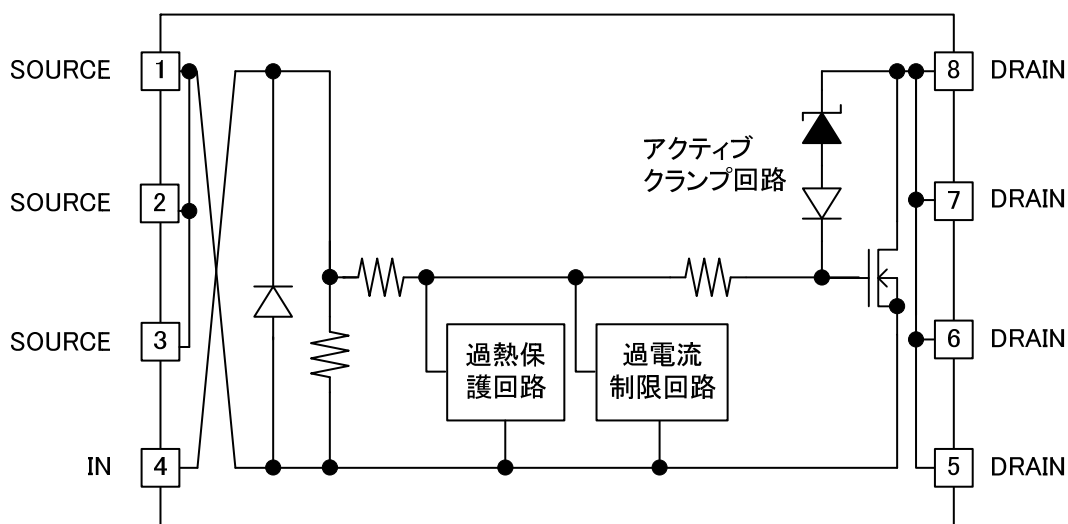 SOURCE 1
8 DRAIN
アクティブ
クランプ回路
SOURCE 2
7 DRAIN
SOURCE 3
6 DRAIN
過熱保
護回路
過電流
制限回路
IN 4
5 DRAIN